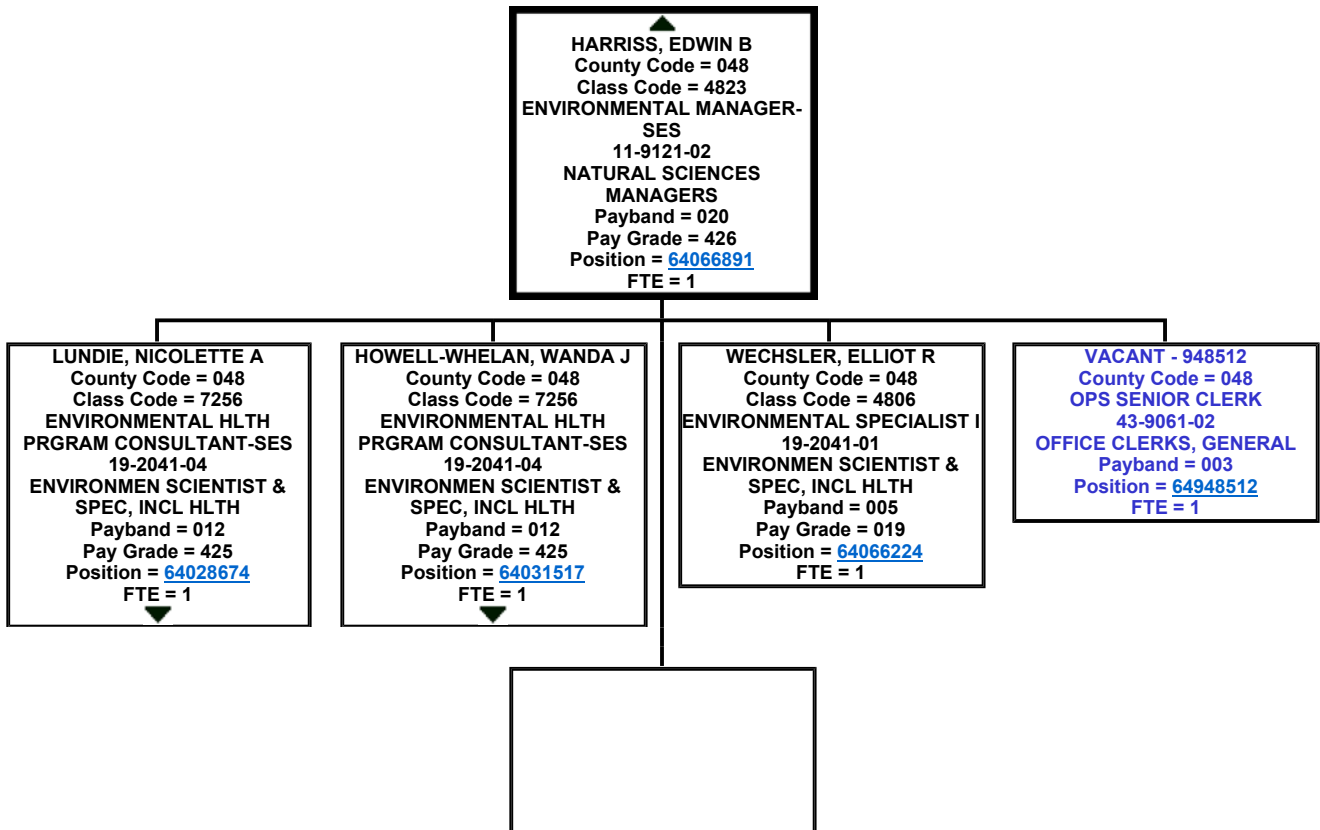 HARRISS, EDWIN B
County Code = 048
Class Code = 4823
ENVIRONMENTAL MANAGER-
SES
11-9121-02
NATURAL SCIENCES
MANAGERS
Payband = 020
Pay Grade = 426
Position = 64066891
FTE = 1
LUNDIE, NICOLETTE A
County Code = 048
Class Code = 7256
ENVIRONMENTAL HLTH
PRGRAM CONSULTANT-SES
19-2041-04
ENVIRONMEN SCIENTIST &
SPEC, INCL HLTH
Payband = 012
Pay Grade = 425
Position = 64028674
FTE = 1
HOWELL-WHELAN, WANDA J
County Code = 048
Class Code = 7256
ENVIRONMENTAL HLTH
PRGRAM CONSULTANT-SES
19-2041-04
ENVIRONMEN SCIENTIST &
SPEC, INCL HLTH
Payband = 012
Pay Grade = 425
Position = 64031517
FTE = 1
WECHSLER, ELLIOT R
County Code = 048
Class Code = 4806
ENVIRONMENTAL SPECIALIST I
19-2041-01
ENVIRONMEN SCIENTIST &
SPEC, INCL HLTH
Payband = 005
Pay Grade = 019
Position = 64066224
FTE = 1
VACANT - 948512
County Code = 048
OPS SENIOR CLERK
43-9061-02
OFFICE CLERKS, GENERAL
Payband = 003
Position = 64948512
FTE = 1